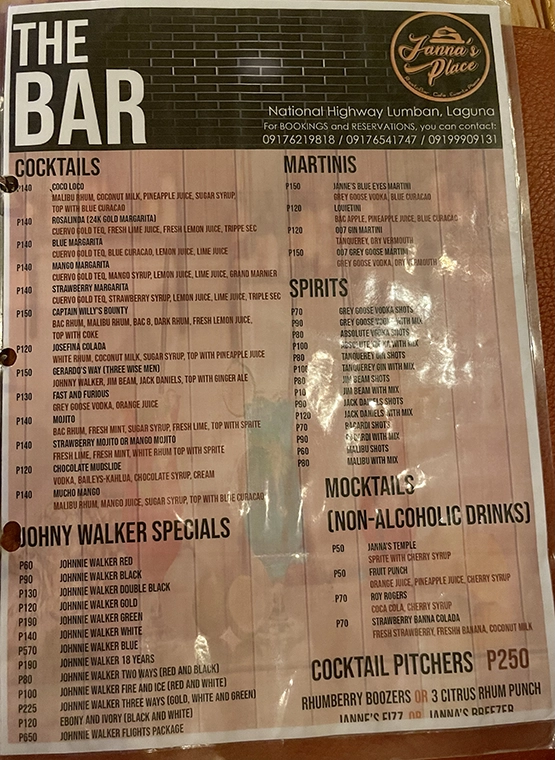 THE
BAR
Janna's
Place
National Highway Lumban, Laguna
For BOOKINGS and RESERVATIONS, you can contact:
09176219818 / 09176541747 / 09199909131
COCKTAILS
P140 COCO LOCO
MALIBU RHUM, COCONUT MILK, PINEAPPLE JUICE, SUGAR SYRUP,
TOP WITH BLUE CURACAO
P140 ROSALINDA (24K GOLD MARGARITA)
CUERVO GOLD TEQ, FRESH LIME JUICE, FRESH LEMON JUICE, TRIPPE SEC
P140 BLUE MARGARITA
CUERVO GOLD TEQ, BLUE CURACAO, LEMON JUICE, LIME JUICE
P140 MANGO MARGARITA
CUERVO GOLD TEQ, MANGO SYRUP, LEMON JUICE, LIME JUICE, GRAND MARNIER
P140 STRAWBERRY MARGARITA
CUERVO GOLD TEQ, STRAWBERRY SYRUP, LEMON JUICE, LIME JUICE, TRIPLE SEC
P150 CAPTAIN WILLY'S BOUNTY
BAC RHUM, MALIBU RHUM, BAC 8, DARK RHUM, FRESH LEMON JUICE,
TOP WITH COKE
P120 JOSEFINA COLADA
WHITE RHUM, COCONUT MILK, SUGAR SYRUP, TOP WITH PINEAPPLE JUICE
P150 GERARDO'S WAY (THREE WISE MEN)
JOHNNY WALKER, JIM BEAM, JACK DANIELS, TOP WITH GINGER ALE
P130 FAST AND FURIOUS
GREY GOOSE VODKA, ORANGE JUICE
P140 MOJITO
BAC RHUM, FRESH MINT, SUGAR SYRUP, FRESH LIME, TOP WITH SPRITE
P140 STRAWBERRY MOJITO OR MANGO MOJITO
FRESH LIME, FRESH MINT, WHITE RHUM TOP WITH SPRITE
P120 CHOCOLATE MUDSLIDE
VODKA, BAILEYS-KAHLUA, CHOCOLATE SYRUP, CREAM
P140 MUCHO MANGO
MALIBU RHUM, MANGO JUICE, SUGAR SYRUP, TOP WITH BLUE CURACAO
JOHNY WALKER SPECIALS
P60 JOHNNIE WALKER RED
P90 JOHNNIE WALKER BLACK
P130 JOHNNIE WALKER DOUBLE BLACK
P120 JOHNNIE WALKER GOLD
P190 JOHNNIE WALKER GREEN
P140 JOHNNIE WALKER WHITE
P570 JOHNNIE WALKER BLUE
P190 JOHNNIE WALKER 18 YEARS
P80 JOHNNIE WALKER TWO WAYS (RED AND BLACK)
P100 JOHNNIE WALKER FIRE AND ICE (RED AND WHITE)
P225 JOHNNIE WALKER THREE WAYS (GOLD, WHITE AND GREEN)
P120 EBONY AND IVORY (BLACK AND WHITE)
P650 JOHNNIE WALKER FLIGHTS PACKAGE
MARTINIS
P150 JANNE'S BLUE EYES MARTINI
GREY GOOSE VODKA, BLUE CURACAO
P120 LOUIETINI
BAC APPLE, PINEAPPLE JUICE, BLUE CURACAO
P120 007 GIN MARTINI
TANQUEREY, DRY VERMOUTH
P150 007 GREY GOOSE MARTINI
GREY GOOSE VODKA, DRY VERMOUTH
SPIRITS
P70 GREY GOOSE VODKA SHOTS
P90 GREY GOOSE VODKA WITH MIX
P80 ABSOLUTE VODKA SHOTS
P100 ABSOLUTE VODKA WITH MIX
P80 TANQUEREY GIN SHOTS
TANQUEREY GIN WITH MIX
P80 JIM BEAM SHOTS
JIM BEAM WITH MIX
P90 JACK DANIELS SHOTS
P120 JACK DANIELS WITH MIX
P70 BACARDI SHOTS
P90 BACARDI WITH MIX
P60 MALIBU SHOTS
P80 MALIBU WITH MIX
MOCKTAILS
(NON-ALCOHOLIC DRINKS)
P50 JANNA'S TEMPLE
SPRITE WITH CHERRY SYRUP
P50 FRUIT PUNCH
ORANGE JUICE, PINEAPPLE JUICE, CHERRY SYRUP
P70 ROY ROGERS
COCA COLA, CHERRY SYRUP
P70 STRAWBERRY BANNA COLADA
FRESH STRAWBERRY, FRESHH BANANA, COCONUT MILK
COCKTAIL PITCHERS P250
RHUMBERRY BOOZERS OR 3 CITRUS RHUM PUNCH
JANNE'S FIZZ OR JANNA'S BREEZER